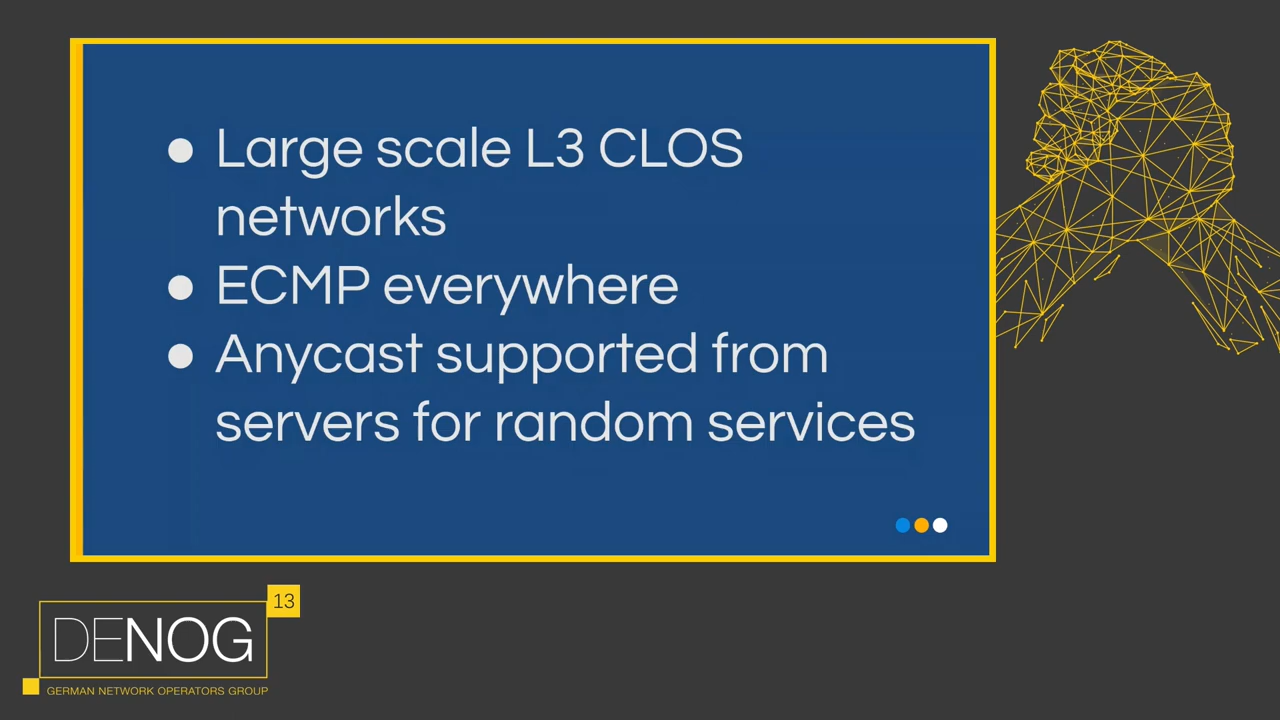 ● Large scale L3 CLOS
networks
● ECMP everywhere
● Anycast supported from
servers for random services
13
DENOG
GERMAN NETWORK OPERATORS GROUP